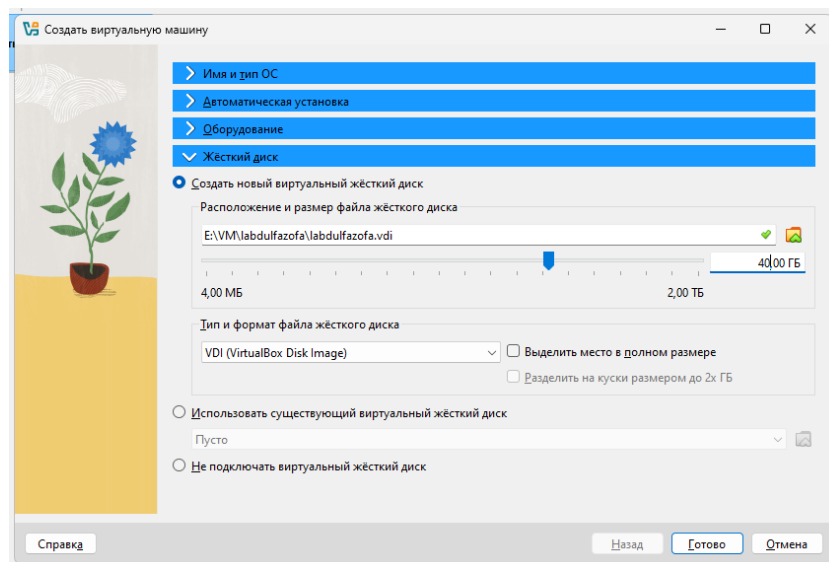 Создать виртуальную машину
Имя и тип ОС
Автоматическая установка
Оборудование
Жёсткий диск
Создать новый виртуальный жёсткий диск
Расположение и размер файла жёсткого диска
E:\VM\labdulfazofa\labdulfazofa.vdi
40,00 ГБ
4,00 МБ 2,00 ТБ
Тип и формат файла жёсткого диска
VDI (VirtualBox Disk Image) Выделить место в полном размере
Разделить на куски размером до 2х ГБ
Использовать существующий виртуальный жёсткий диск
Пусто
Не подключать виртуальный жёсткий диск
Справка Назад Готово Отмена